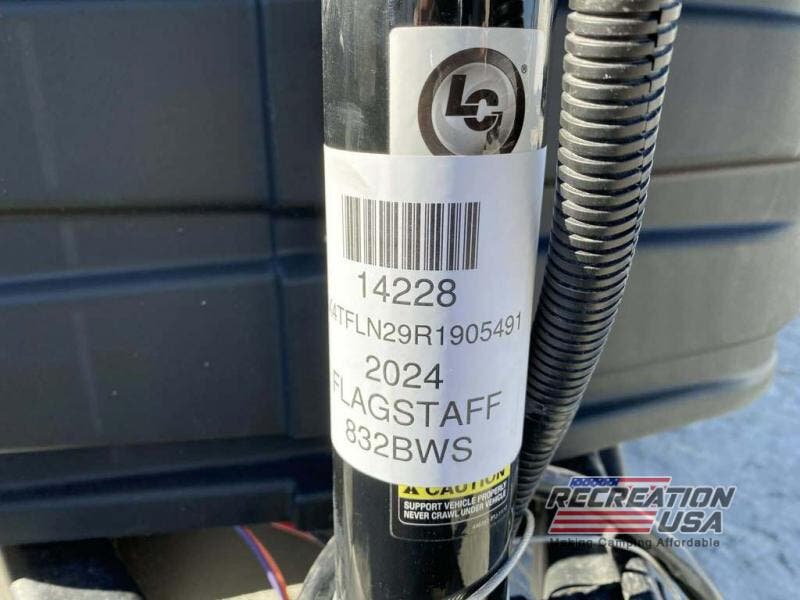 LC
®
14228
4TFLN29R1905491
2024
FLAGSTAFF
832BWS
CAUTION
SUPPORT VEHICLE PROPERLY
NEVER CRAWL UNDER VEHICLE
RECREATION
USA
Making Camping Affordable